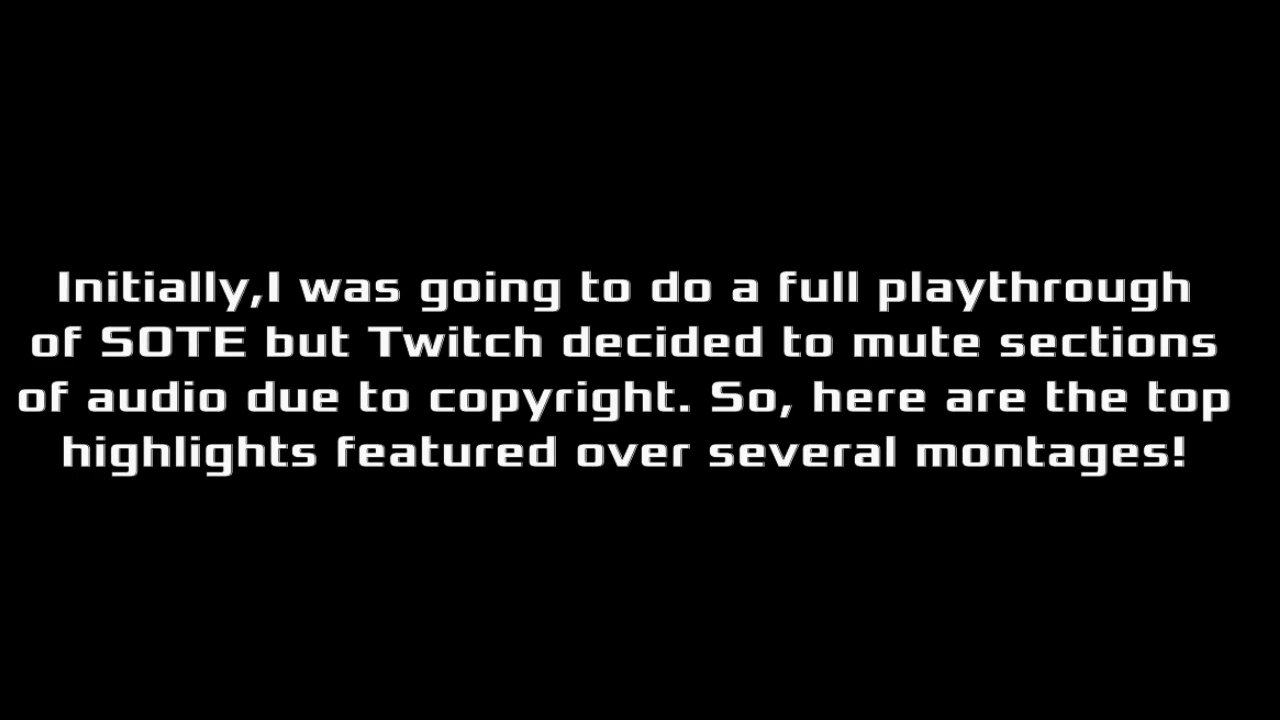 Initially,I was going to do a full playthrough
of SOTE but Twitch decided to mute sections
of audio due to copyright. So, here are the top
highlights featured over several montages!